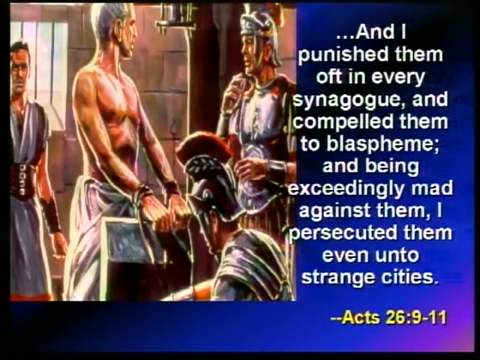 ...And I
punished them
oft in every
synagogue, and
compelled them
to blaspheme;
and being
exceedingly mad
against them, I
persecuted them
even unto
strange cities.
--Acts 26:9-11